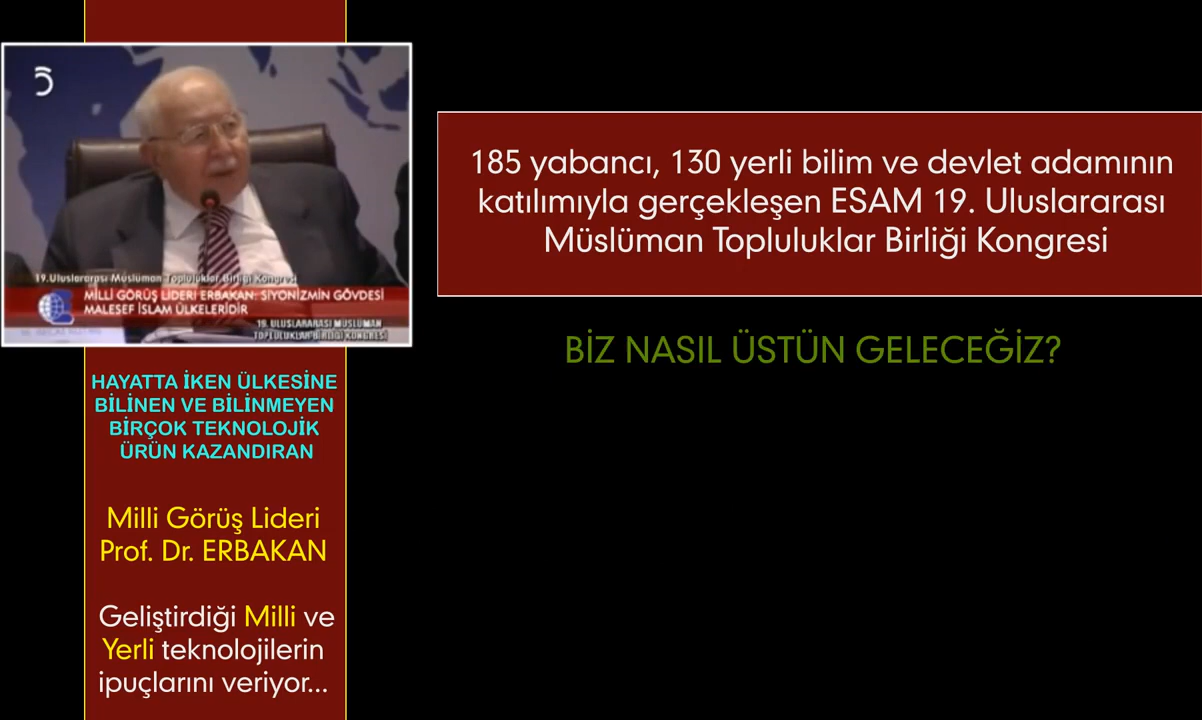 5
19.Uluslararası Müslüman Topluluklar Birliği Kongresi
MİLLİ GÖRÜŞ LİDERİ ERBAKAN: SİYONİZMİN GÖVDESİ
MALESEF İSLAM ÜLKELERİDİR
19. ULUSLARARASI MÜSLÜMAN
TOPLULUKLAR BİRLİĞİ KONGRESİ
185 yabancı, 130 yerli bilim ve devlet adamının
katılımıyla gerçekleşen ESAM 19. Uluslararası
Müslüman Topluluklar Birliği Kongresi
BİZ NASIL ÜSTÜN GELECEĞİZ?
HAYATTA İKEN ÜLKESİNE
BİLİNEN VE BİLİNMEYEN
BİRÇOK TEKNOLOJİK
ÜRÜN KAZANDIRAN
Milli Görüş Lideri
Prof. Dr. ERBAKAN
Geliştirdiği Milli ve
Yerli teknolojilerin
ipuçlarını veriyor...